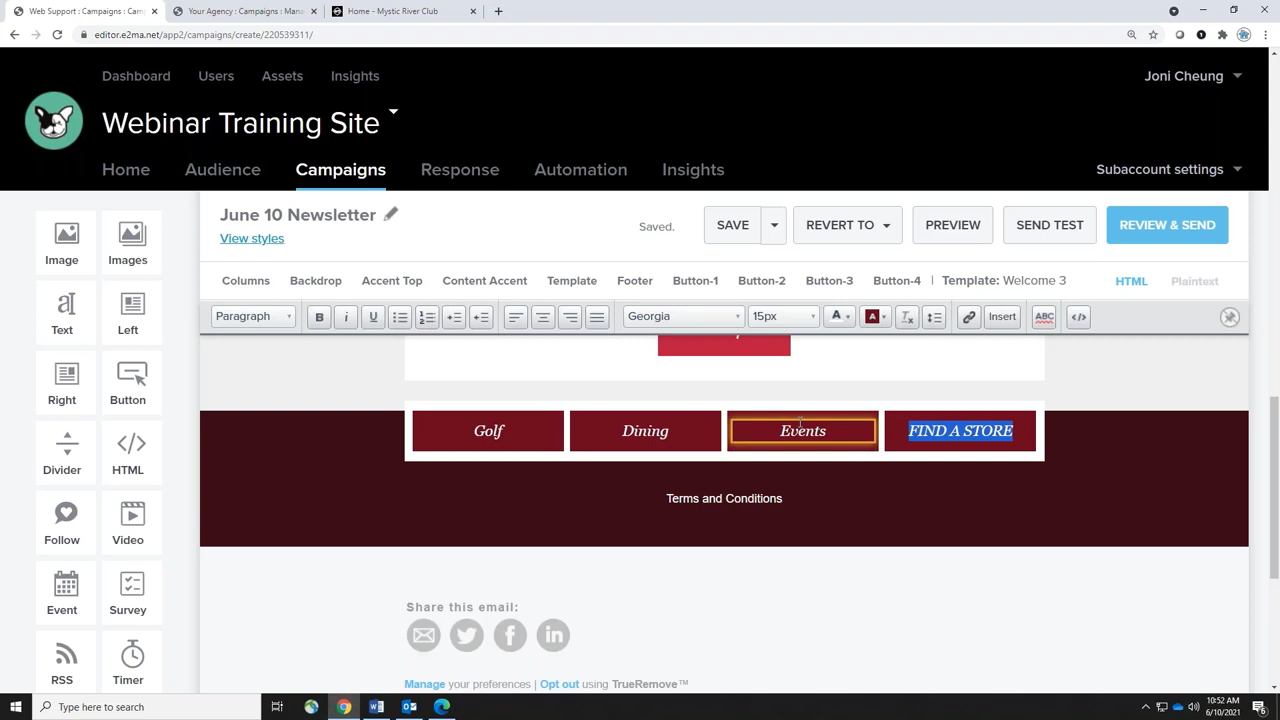 Web Support : Campaigns : Cam
Your Agency : Campaigns : Mana
Home - Mystic River Club
editor.e2ma.net/app2/campaigns/create/220539311/
Dashboard Users Assets Insights
Joni Cheung
Webinar Training Site
Home Audience Campaigns Response Automation Insights
Subaccount settings
June 10 Newsletter
View styles
Saved.
SAVE
REVERT TO
PREVIEW
SEND TEST
REVIEW & SEND
Columns Backdrop Accent Top Content Accent Template Footer Button-1 Button-2 Button-3 Button-4 | Template: Welcome 3
HTML Plaintext
Paragraph
B i U
Georgia
15px
A A
Insert
ABC
Image Images
Text Left
Right Button
Divider HTML
Follow Video
Event Survey
RSS Timer
Golf Dining Events FIND A STORE
Terms and Conditions
Share this email:
Manage your preferences | Opt out using TrueRemove™
Type here to search
10:52 AM
6/10/2021